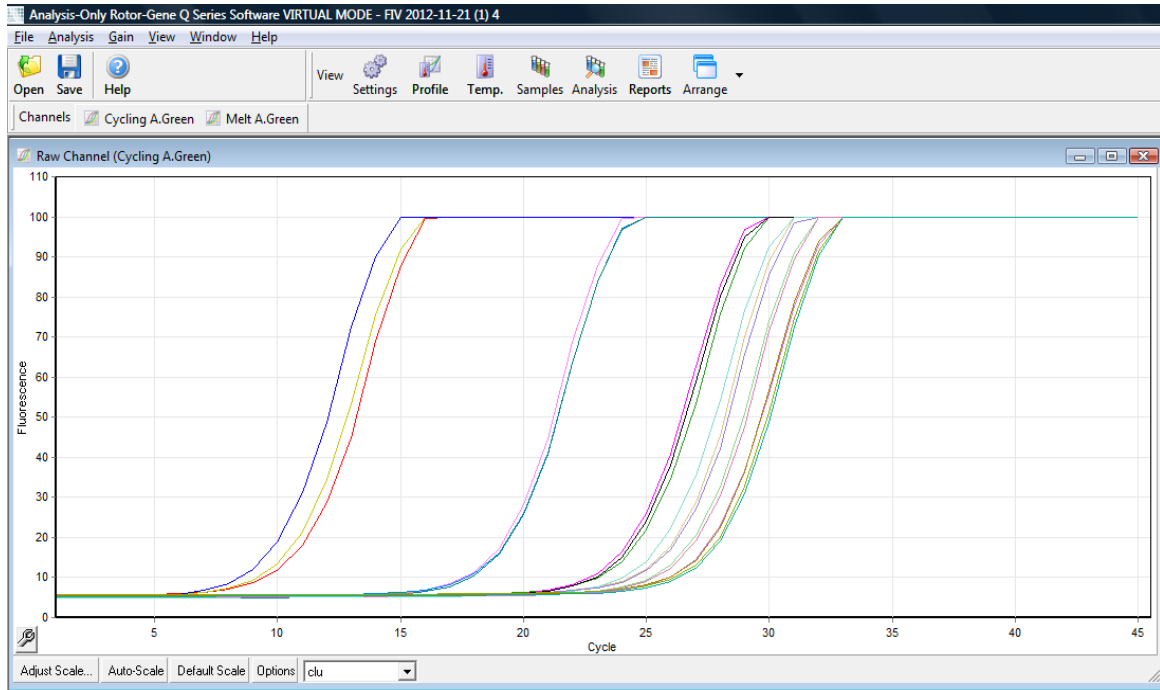 Analysis-Only Rotor-Gene Q Series Software VIRTUAL MODE - FIV 2012-11-21 (1) 4
File Analysis Gain View Window Help
Open Save Help View Settings Profile Temp. Samples Analysis Reports Arrange
Channels Cycling A.Green Melt A.Green
Raw Channel (Cycling A.Green)
110
100
90
80
70
60
50
40
30
20
10
0
Fluorescence
5 10 15 20 25 30 35 40 45
Cycle
Adjust Scale... Auto-Scale Default Scale Options clu